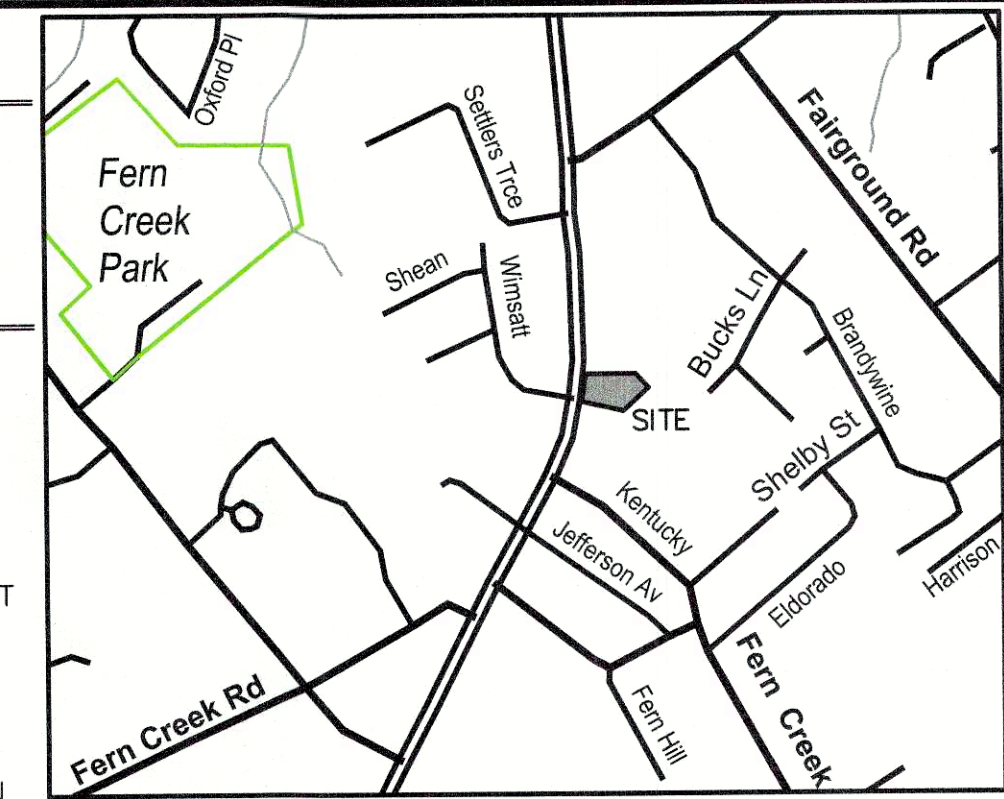 Oxford Pl
Fern
Creek
Park
Settlers Trce
Fairground Rd
Shean
Wimsatt
Bucks Ln
Brandywine
SITE
Shelby St
Kentucky
Jefferson Av
T
Harrison
Eldorado
Fern Creek
Fern Creek Rd
Fern Hill